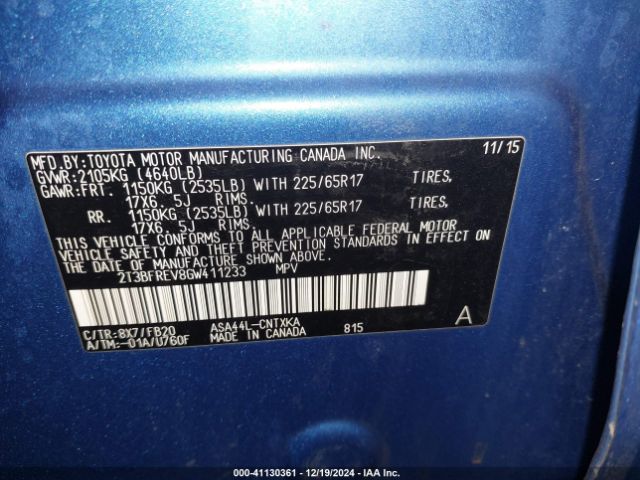 MFD.BY:TOYOTA MOTOR MANUFACTURING CANADA INC. 11/15
GVWR:2105KG (4640LB)
GAWR:FRT. 1150KG (2535LB) WITH 225/65R17 TIRES,
17X6.5J RIMS.
RR. 1150KG (2535LB) WITH 225/65R17 TIRES,
17X6.5J RIMS.
THIS VEHICLE CONFORMS TO ALL APPLICABLE FEDERAL MOTOR
VEHICLE SAFETY AND THEFT PREVENTION STANDARDS IN EFFECT ON
THE DATE OF MANUFACTURE SHOWN ABOVE.
2T3BFREV8GW411233 MPV
C/TR:8X7/FB20 ASA44L-CNTXKA 815 A
A/TM:-01A/U760F MADE IN CANADA
000-41130361 - 12/19/2024 - IAA Inc.